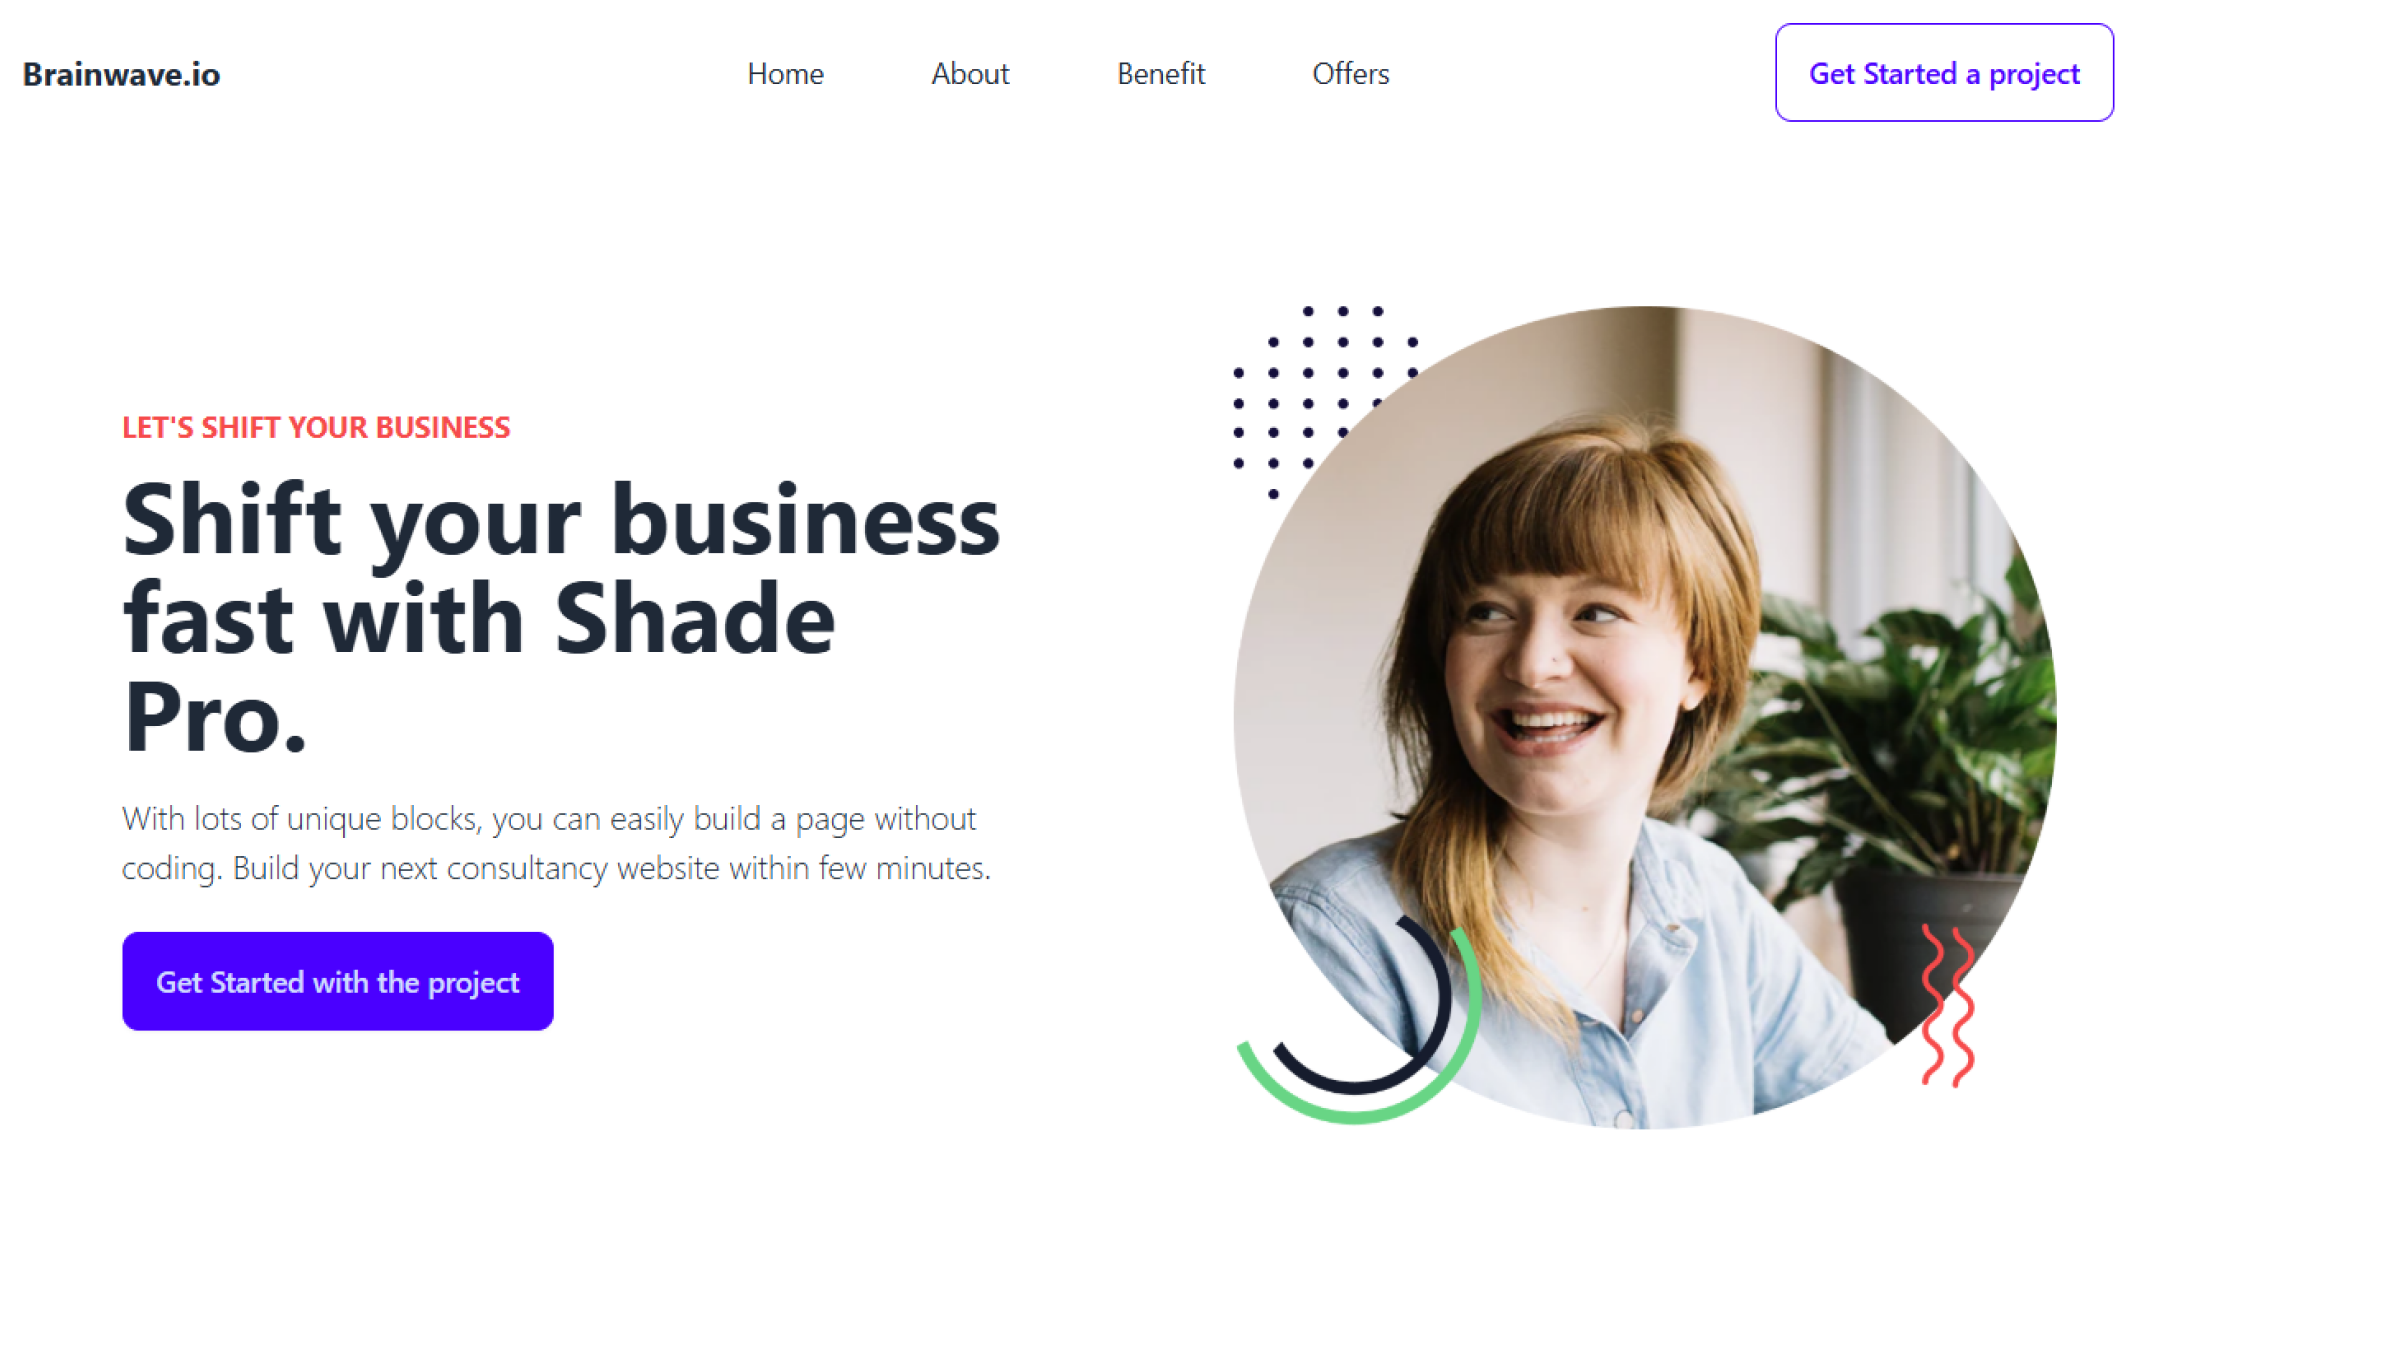 Brainwave.io
Home
About
Benefit
Offers
Get Started a project
LET'S SHIFT YOUR BUSINESS
Shift your business
fast with Shade
Pro.
With lots of unique blocks, you can easily build a page without
coding. Build your next consultancy website within few minutes.
Get Started with the project